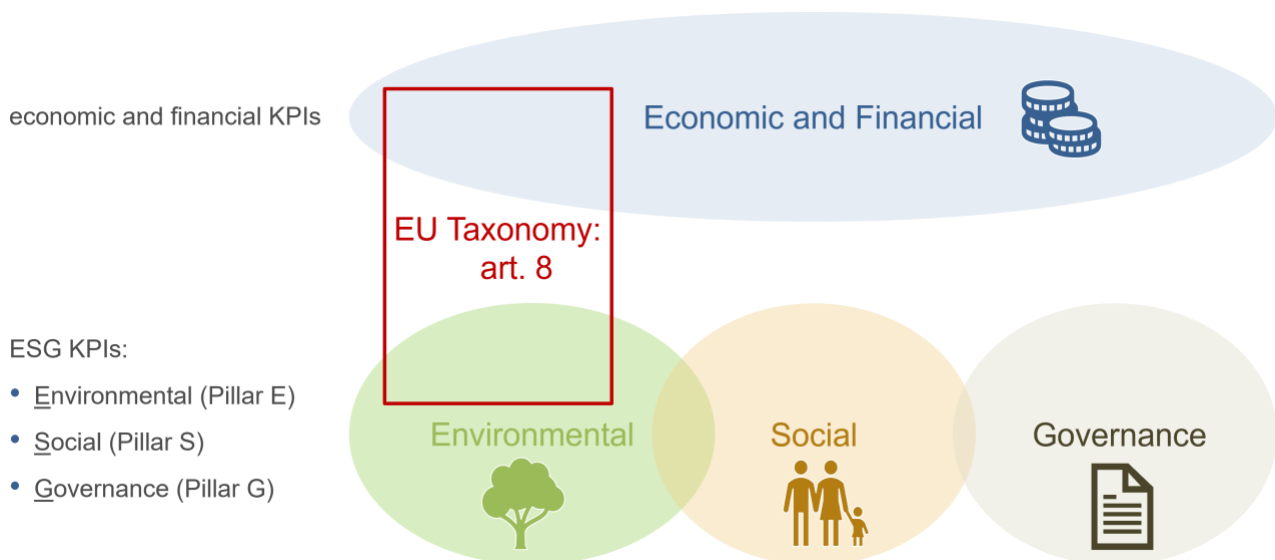 economic and financial KPIs
Economic and Financial
EU Taxonomy:
art. 8
ESG KPIs:
• Environmental (Pillar E)
• Social (Pillar S)
• Governance (Pillar G)
Environmental
Social
Governance